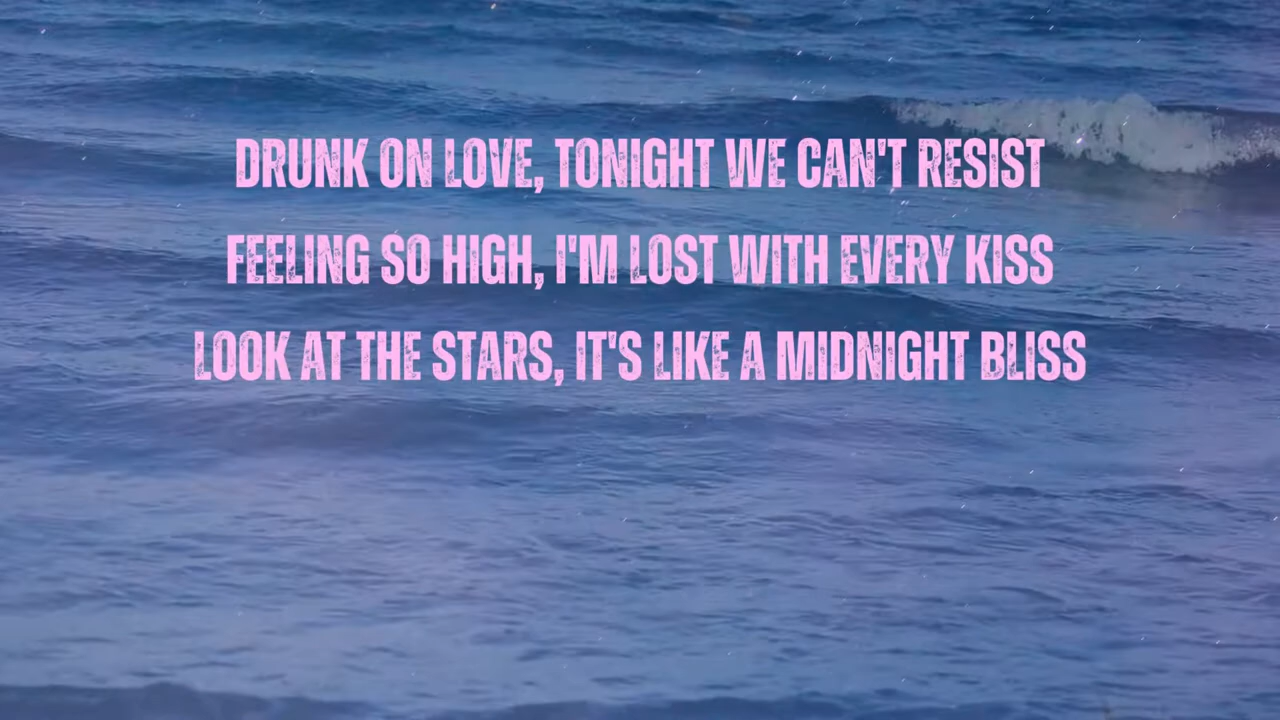 DRUNK ON LOVE, TONIGHT WE CAN'T RESIST
FEELING SO HIGH, I'M LOST WITH EVERY KISS
LOOK AT THE STARS, IT'S LIKE A MIDNIGHT BLISS